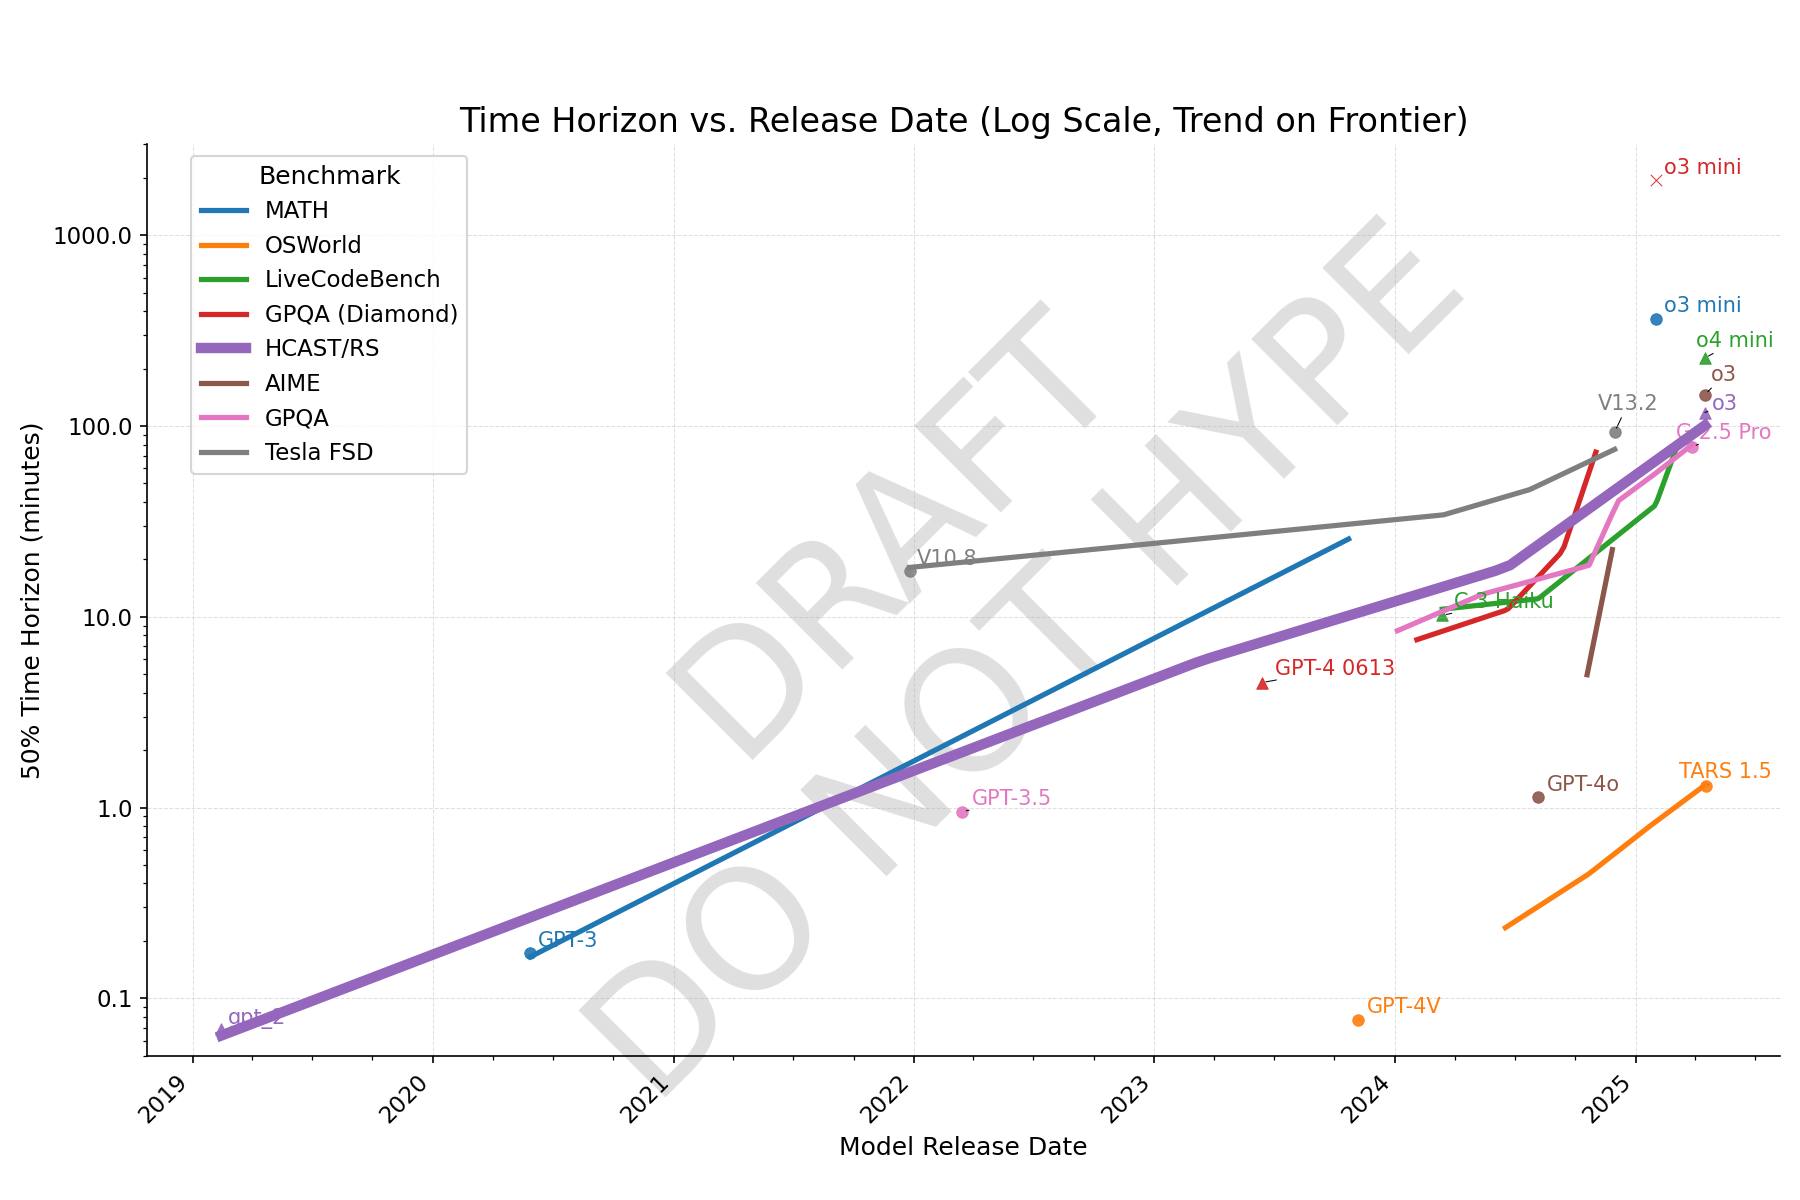 Time Horizon vs. Release Date (Log Scale, Trend on Frontier)
Benchmark
MATH
OSWorld
LiveCodeBench
GPQA (Diamond)
HCAST/RS
AIME
GPQA
Tesla FSD
50% Time Horizon (minutes)
1000.0
100.0
10.0
1.0
0.1
o3 mini
o3 mini
o4 mini
o3
V13.2
o3
G 2.5 Pro
V10.8
C 3 Haiku
GPT-4 0613
TARS 1.5
GPT-4o
GPT-3.5
GPT-3
gpt_2
GPT-4V
DRAFT
DO NOT HYPE
2019
2020
2021
2022
2023
2024
2025
Model Release Date